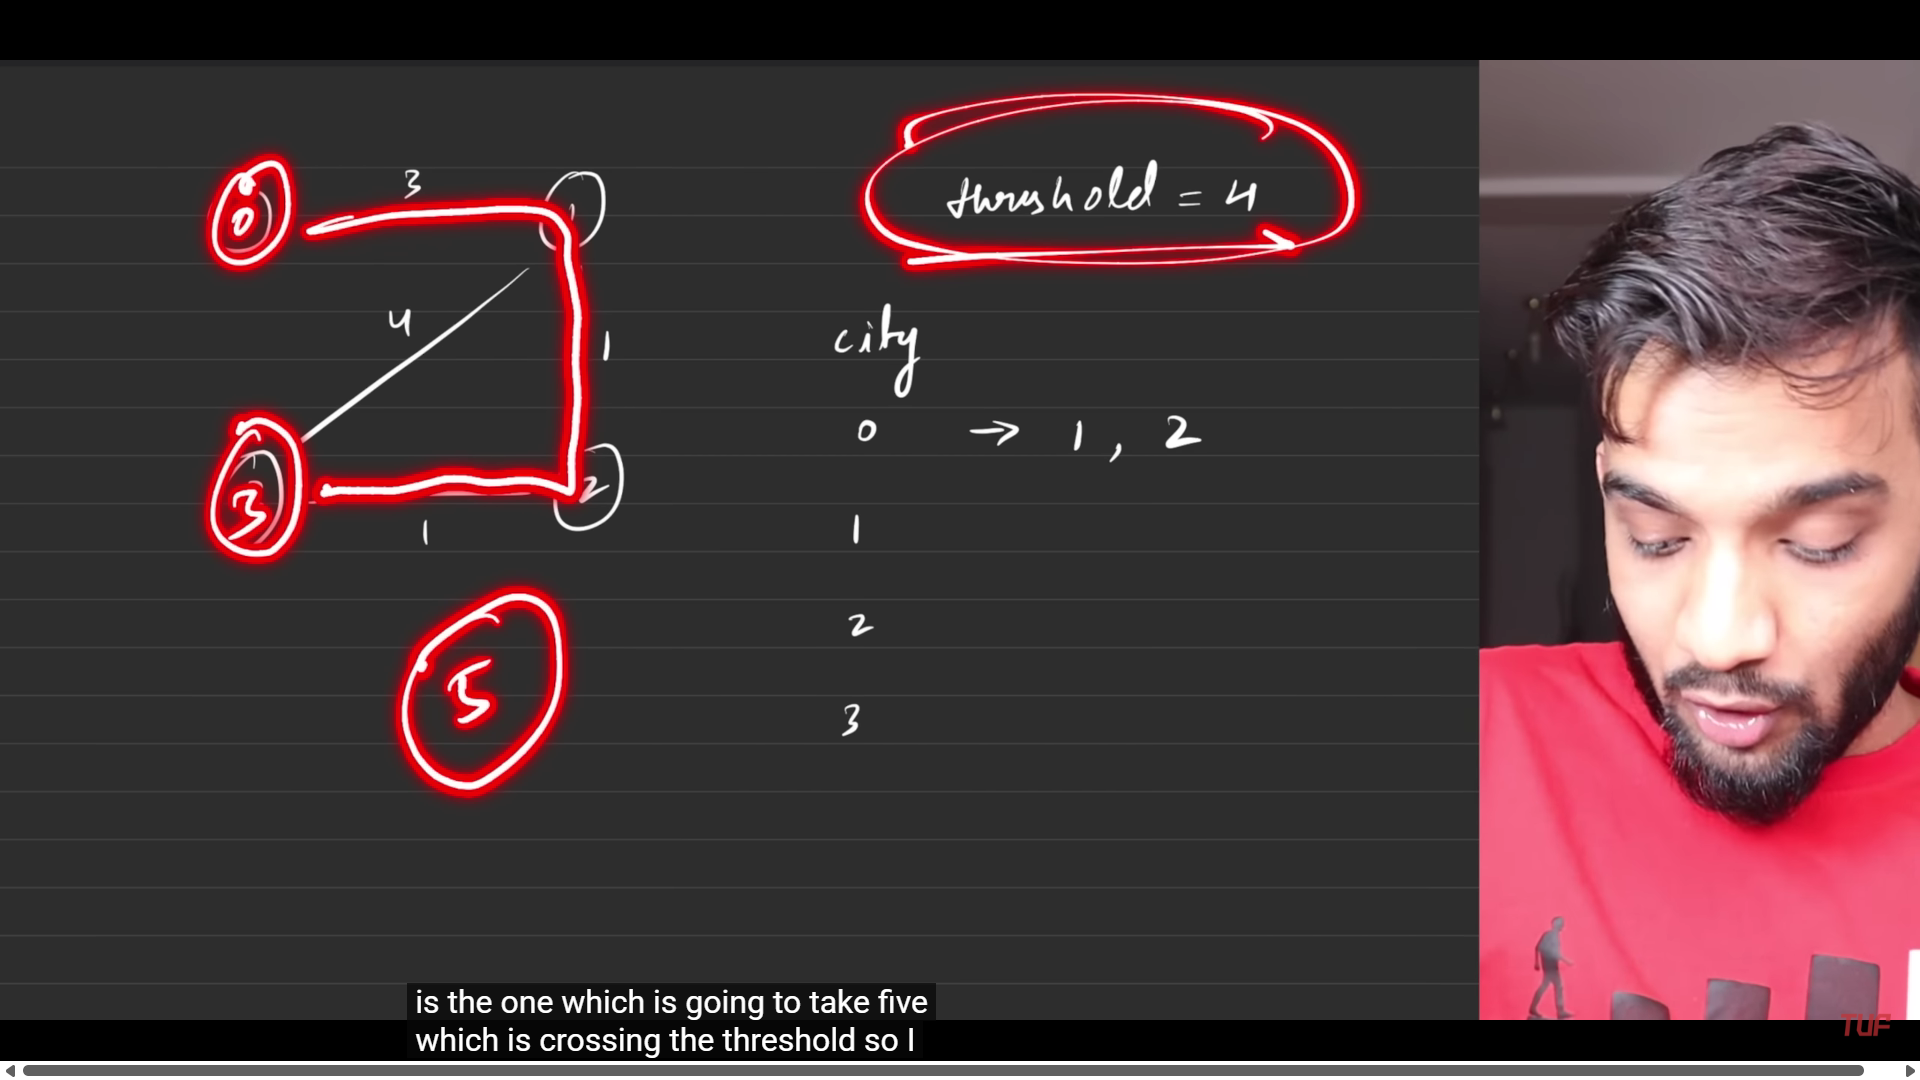 threshold = 4
0
3
1
4
1
3
2
1
5
city
0 → 1, 2
1
2
3
is the one which is going to take five
which is crossing the threshold so I
TUF